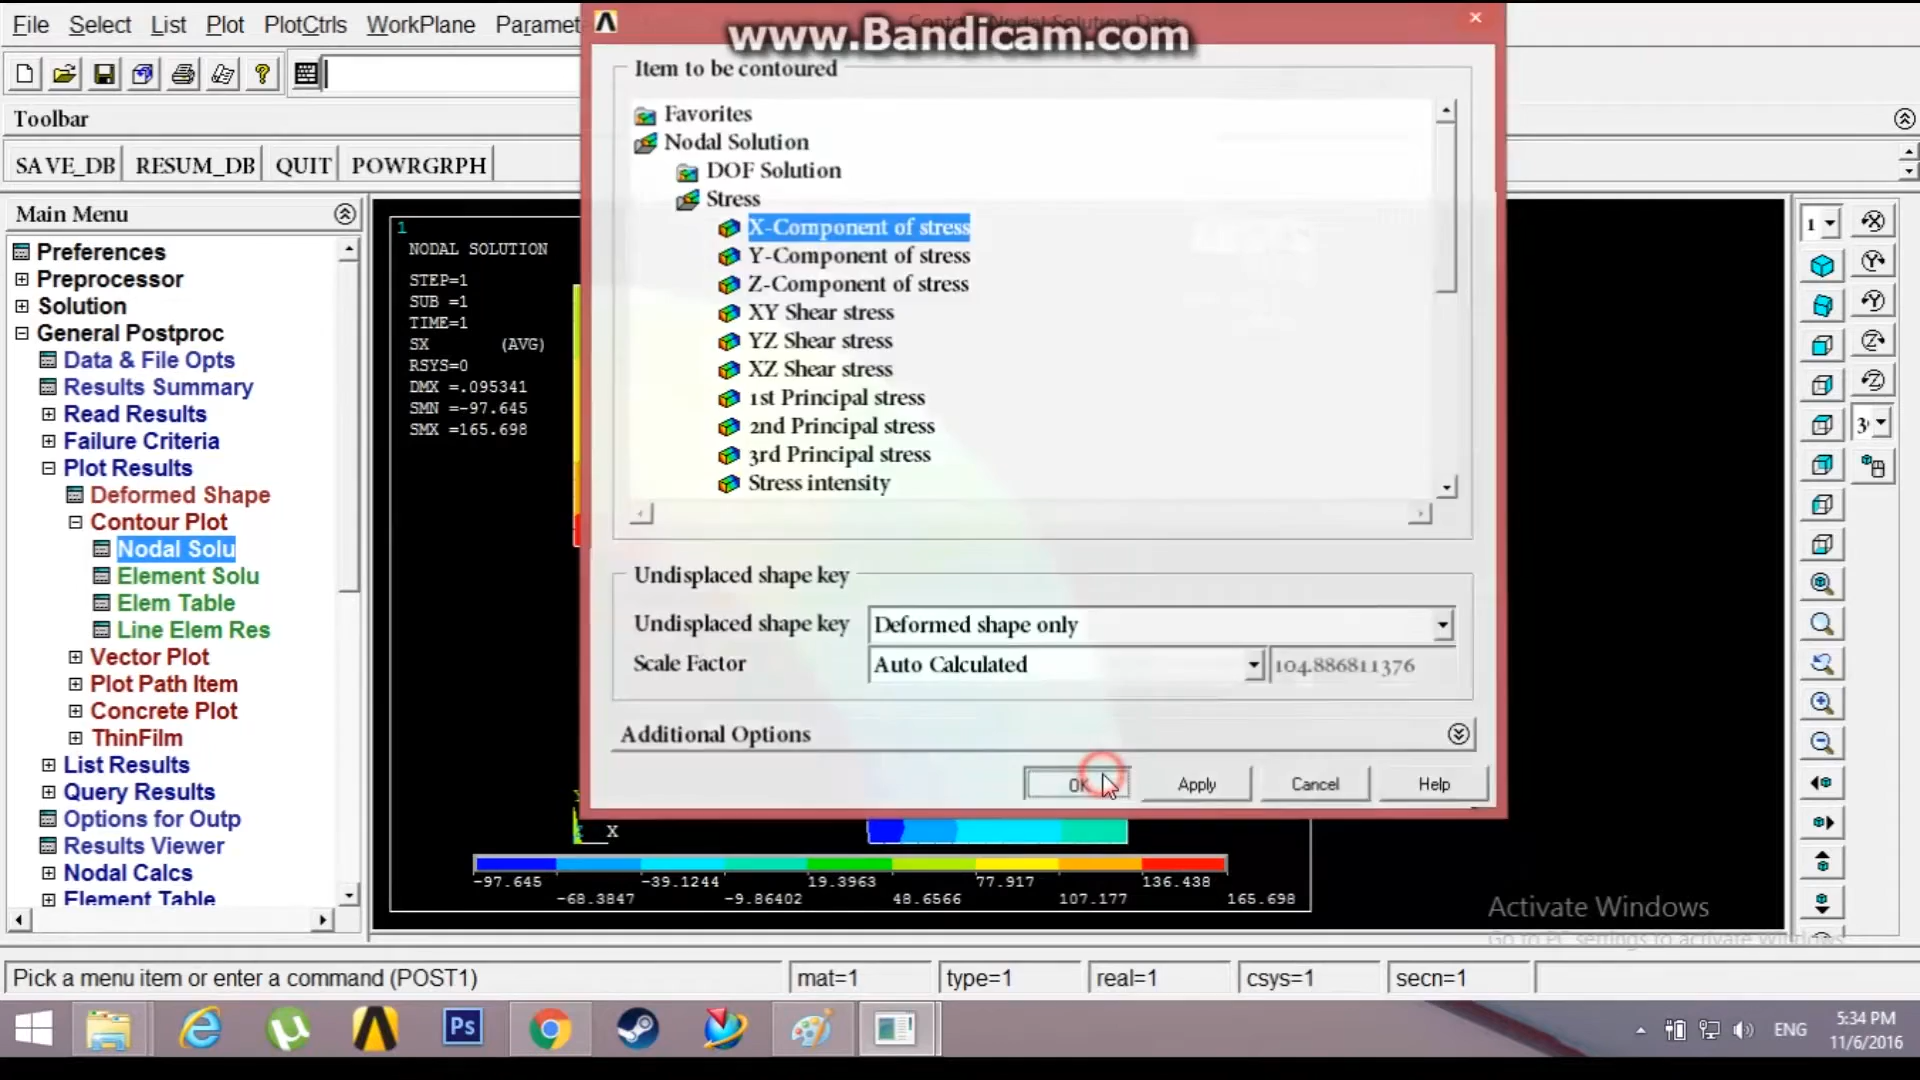 File Select List Plot PlotCtrls WorkPlane Paramet
www.Bandicam.com
Item to be contoured
Toolbar
SAVE_DB RESUM_DB QUIT POWRGRPH
Favorites
Nodal Solution
DOF Solution
Stress
X-Component of stress
Y-Component of stress
Z-Component of stress
XY Shear stress
YZ Shear stress
XZ Shear stress
1st Principal stress
2nd Principal stress
3rd Principal stress
Stress intensity
Undisplaced shape key
Undisplaced shape key Deformed shape only
Scale Factor Auto Calculated 104.886811376
Additional Options
OK Apply Cancel Help
Main Menu
Preferences
Preprocessor
Solution
General Postproc
Data & File Opts
Results Summary
Read Results
Failure Criteria
Plot Results
Deformed Shape
Contour Plot
Nodal Solu
Element Solu
Elem Table
Line Elem Res
Vector Plot
Plot Path Item
Concrete Plot
ThinFilm
List Results
Query Results
Options for Outp
Results Viewer
Nodal Calcs
Element Table
1
NODAL SOLUTION
STEP=1
SUB =1
TIME=1
SX (AVG)
RSYS=0
DMX =.095341
SMN =-97.645
SMX =165.698
X
-97.645 -39.1244 19.3963 77.917 136.438
-68.3847 -9.86402 48.6566 107.177 165.698
1
3
Activate Windows
Go to PC settings to activate Windows.
Pick a menu item or enter a command (POST1) mat=1 type=1 real=1 csys=1 secn=1
Ps
ENG
5:34 PM
11/6/2016